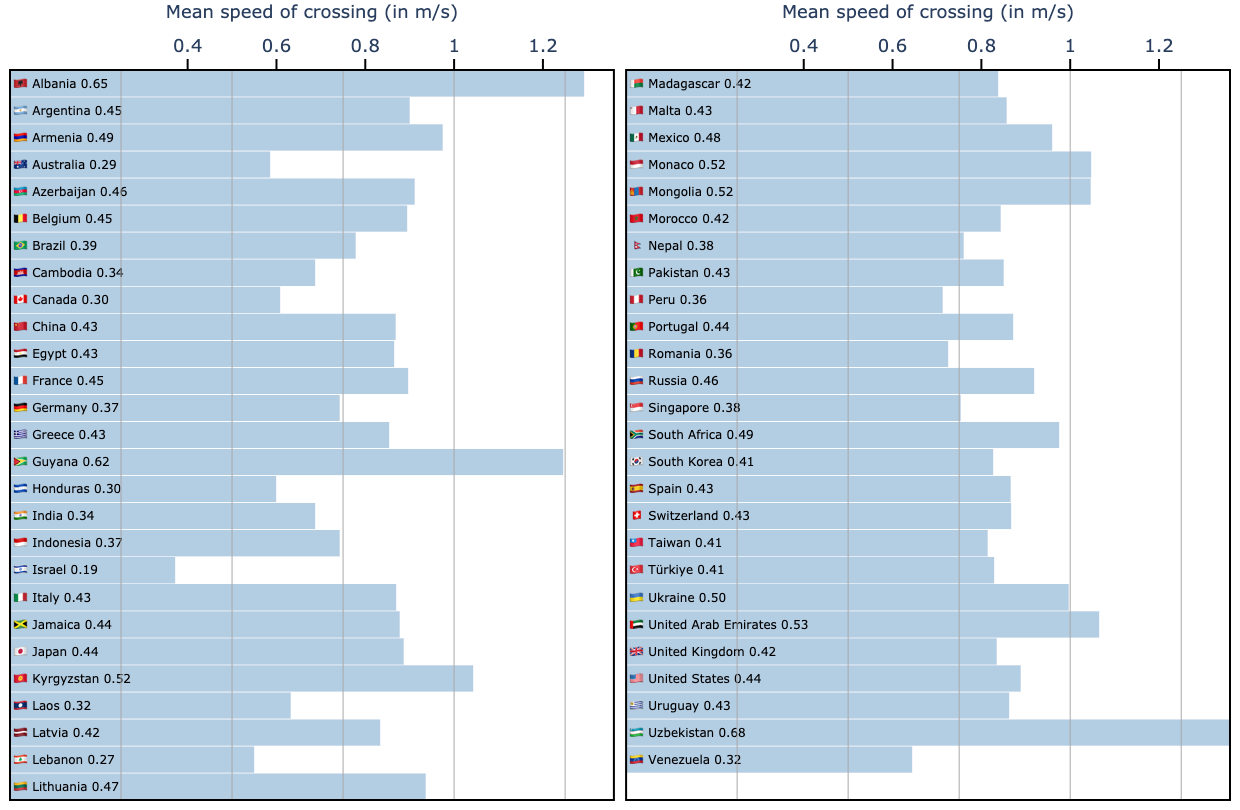 Mean speed of crossing (in m/s)
0.4 0.6 0.8 1 1.2
Albania 0.65
Argentina 0.45
Armenia 0.49
Australia 0.29
Azerbaijan 0.46
Belgium 0.45
Brazil 0.39
Cambodia 0.34
Canada 0.30
China 0.43
Egypt 0.43
France 0.45
Germany 0.37
Greece 0.43
Guyana 0.62
Honduras 0.30
India 0.34
Indonesia 0.37
Israel 0.19
Italy 0.43
Jamaica 0.44
Japan 0.44
Kyrgyzstan 0.52
Laos 0.32
Latvia 0.42
Lebanon 0.27
Lithuania 0.47
Mean speed of crossing (in m/s)
0.4 0.6 0.8 1 1.2
Madagascar 0.42
Malta 0.43
Mexico 0.48
Monaco 0.52
Mongolia 0.52
Morocco 0.42
Nepal 0.38
Pakistan 0.43
Peru 0.36
Portugal 0.44
Romania 0.36
Russia 0.46
Singapore 0.38
South Africa 0.49
South Korea 0.41
Spain 0.43
Switzerland 0.43
Taiwan 0.41
Türkiye 0.41
Ukraine 0.50
United Arab Emirates 0.53
United Kingdom 0.42
United States 0.44
Uruguay 0.43
Uzbekistan 0.68
Venezuela 0.32